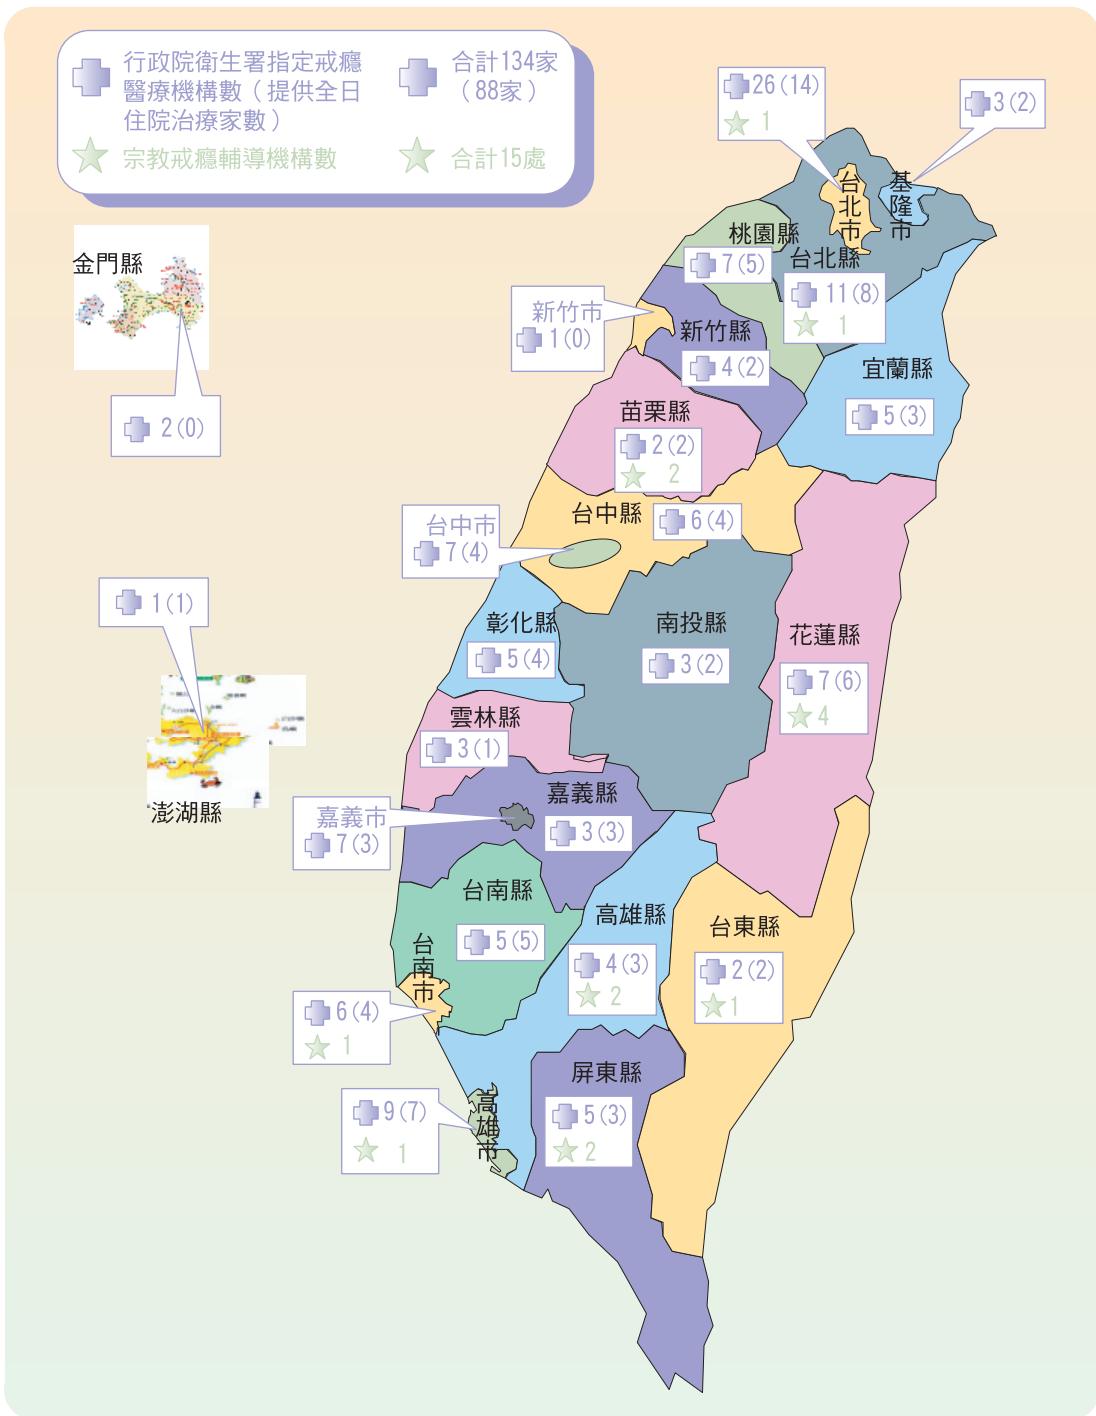 行政院衛生署指定戒癮
醫療機構數（提供全日
住院治療家數）
合計134家
（88家）
宗教戒癮輔導機構數
合計15處
26(14)
1
3(2)
台北市
基隆市
桃園縣
7(5)
台北縣
11(8)
1
金門縣
2(0)
新竹市
1(0)
新竹縣
4(2)
宜蘭縣
5(3)
苗栗縣
2(2)
2
台中縣
6(4)
台中市
7(4)
1(1)
澎湖縣
彰化縣
5(4)
南投縣
3(2)
花蓮縣
7(6)
4
雲林縣
3(1)
嘉義市
7(3)
嘉義縣
3(3)
台南縣
5(5)
台南市
6(4)
1
高雄縣
4(3)
2
台東縣
2(2)
1
屏東縣
5(3)
2
高雄市
9(7)
1